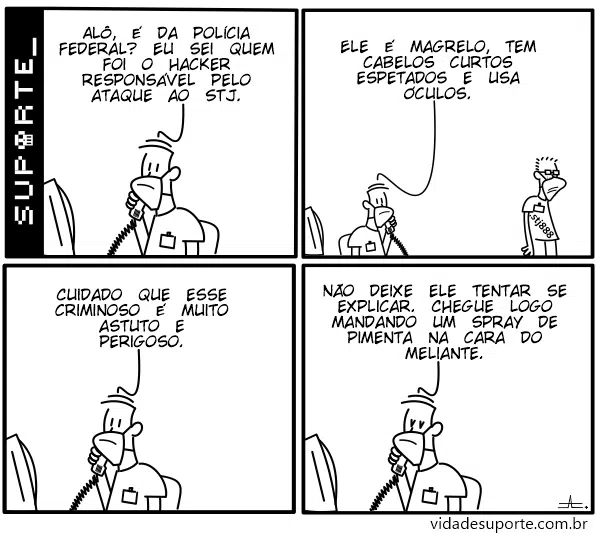 SUPORTE_
ALÔ, É DA POLÍCIA
FEDERAL? EU SEI QUEM
FOI O HACKER
RESPONSÁVEL PELO
ATAQUE AO STJ.
ELE É MAGRELO, TEM
CABELOS CURTOS
ESPETADOS E USA
ÓCULOS.
stj888
CUIDADO QUE ESSE
CRIMINOSO É MUITO
ASTUTO E
PERIGOSO.
NÃO DEIXE ELE TENTAR SE
EXPLICAR. CHEGUE LOGO
MANDANDO UM SPRAY DE
PIMENTA NA CARA DO
MELIANTE.
vidadesuporte.com.br